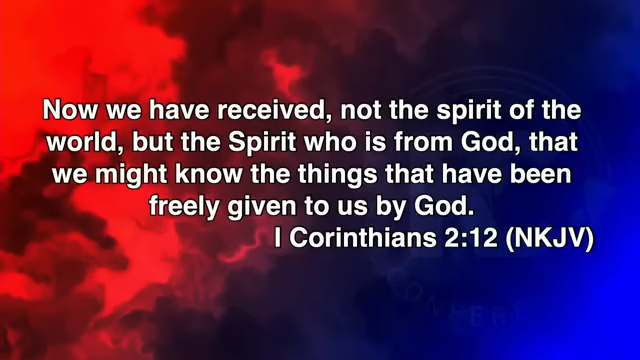 Now we have received, not the spirit of the
world, but the Spirit who is from God, that
we might know the things that have been
freely given to us by God.
I Corinthians 2:12 (NKJV)